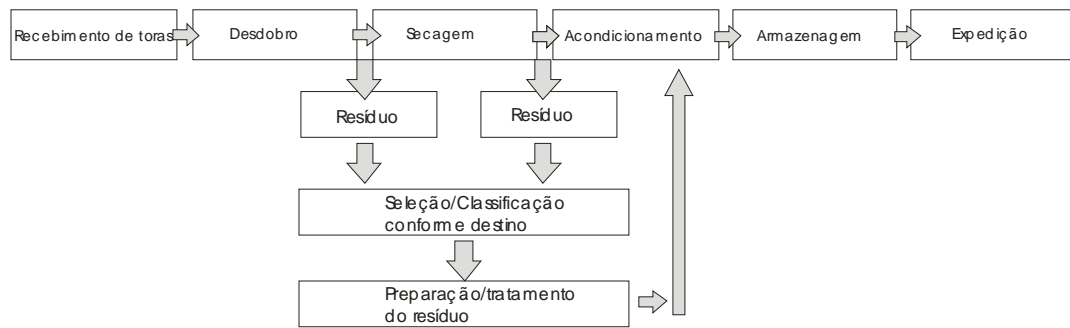 Recebimento de toras
Desdobro
Secagem
Acondicionamento
Armazenagem
Expedição
Resíduo
Resíduo
Seleção/Classificação
conforme destino
Preparação/tratamento
do resíduo